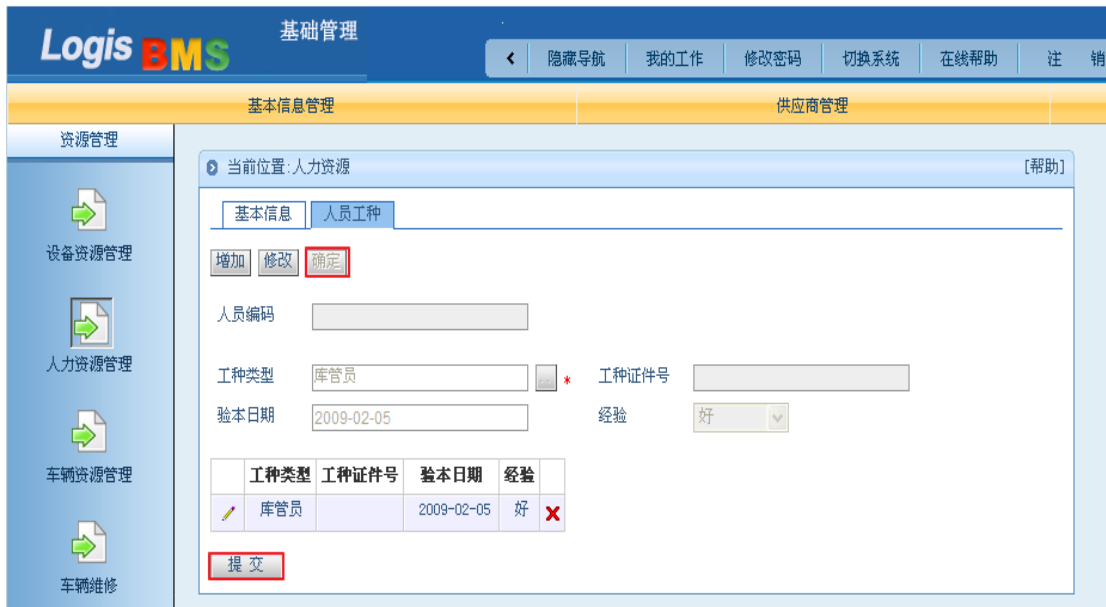 Logis BMS
基础管理
隐藏导航 我的工作 修改密码 切换系统 在线帮助 注 销
基本信息管理 供应商管理
资源管理
设备资源管理
人力资源管理
车辆资源管理
车辆维修
当前位置:人力资源 [帮助]
基本信息 人员工种
增加 修改 确定
人员编码
工种类型 库管员 ... * 工种证件号
验本日期 2009-02-05 经验 好
工种类型 工种证件号 验本日期 经验
库管员 2009-02-05 好
提 交